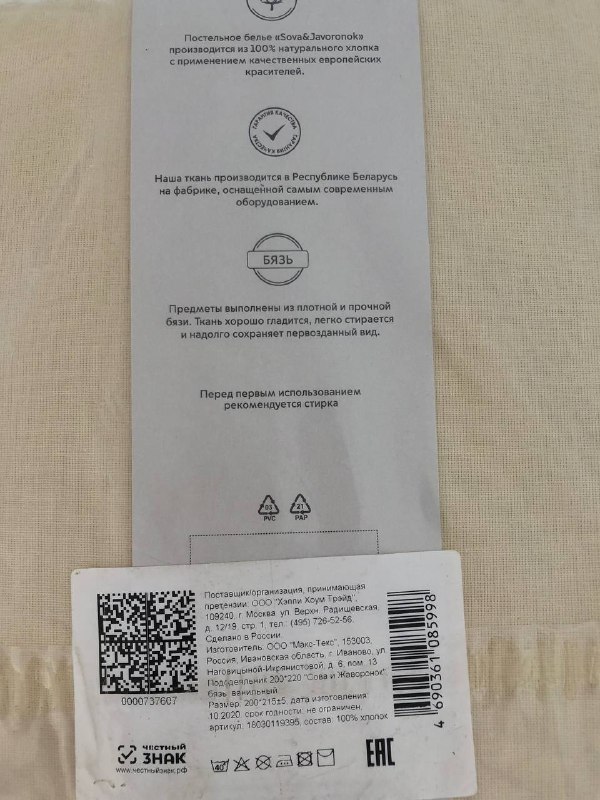 Постельное белье «Sova&Javoronok»
производится из 100% натурального хлопка
с применением качественных европейских
красителей.
ГАРАНТИЯ КАЧЕСТВА
ГАРАНТИЯ КАЧЕСТВА
Наша ткань производится в Республике Беларусь
на фабрике, оснащенной самым современным
оборудованием.
БЯЗЬ
Предметы выполнены из плотной и прочной
бязи. Ткань хорошо гладится, легко стирается
и надолго сохраняет первозданный вид.
Перед первым использованием
рекомендуется стирка
03 21
PVC PAP
Поставщик/организация, принимающая
претензии: ООО "Хэппи Хоум Трэйд",
109240, г. Москва, ул. Верхн. Радищевская,
д. 12/19, стр. 1, тел.: (495) 726-52-56.
Сделано в России.
Изготовитель: ООО "Макс-Текс", 153003,
Россия, Ивановская область, г. Иваново, ул
Наговицыной-Икрянистовой, д. 6, пом. 13
Пододеяльник 200*220 "Сова и Жаворонок",
бязь, ванильный
Размер: 200*215±5, дата изготовления:
10.2020, срок годности: не ограничен,
артикул: 18030119395, состав: 100% хлопок
0000737607
ЧЕСТНЫЙ
ЗНАК
www.честныйзнак.рф
40
EAC
4 690361 085998